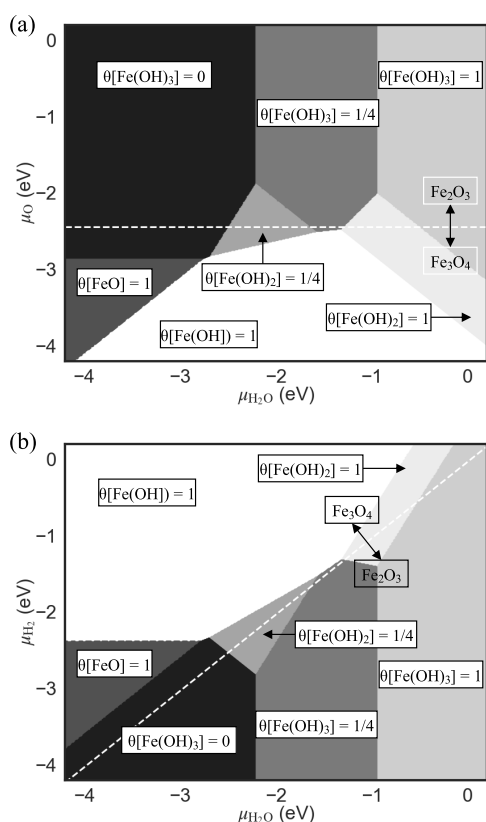 (a)
0
θ[Fe(OH)₃] = 0
θ[Fe(OH)₃] = 1
θ[Fe(OH)₃] = 1/4
−1
μO (eV)
−2
Fe₂O₃
Fe₃O₄
−3
θ[FeO] = 1
θ[Fe(OH)₂] = 1/4
θ[Fe(OH]) = 1
θ[Fe(OH)₂] = 1
−4
−4 −3 −2 −1 0
μH₂O (eV)
(b)
0
θ[Fe(OH)₂] = 1
θ[Fe(OH]) = 1
Fe₃O₄
−1
Fe₂O₃
μH₂ (eV)
−2
θ[Fe(OH)₂] = 1/4
θ[FeO] = 1
θ[Fe(OH)₃] = 1
−3
θ[Fe(OH)₃] = 1/4
θ[Fe(OH)₃] = 0
−4
−4 −3 −2 −1 0
μH₂O (eV)